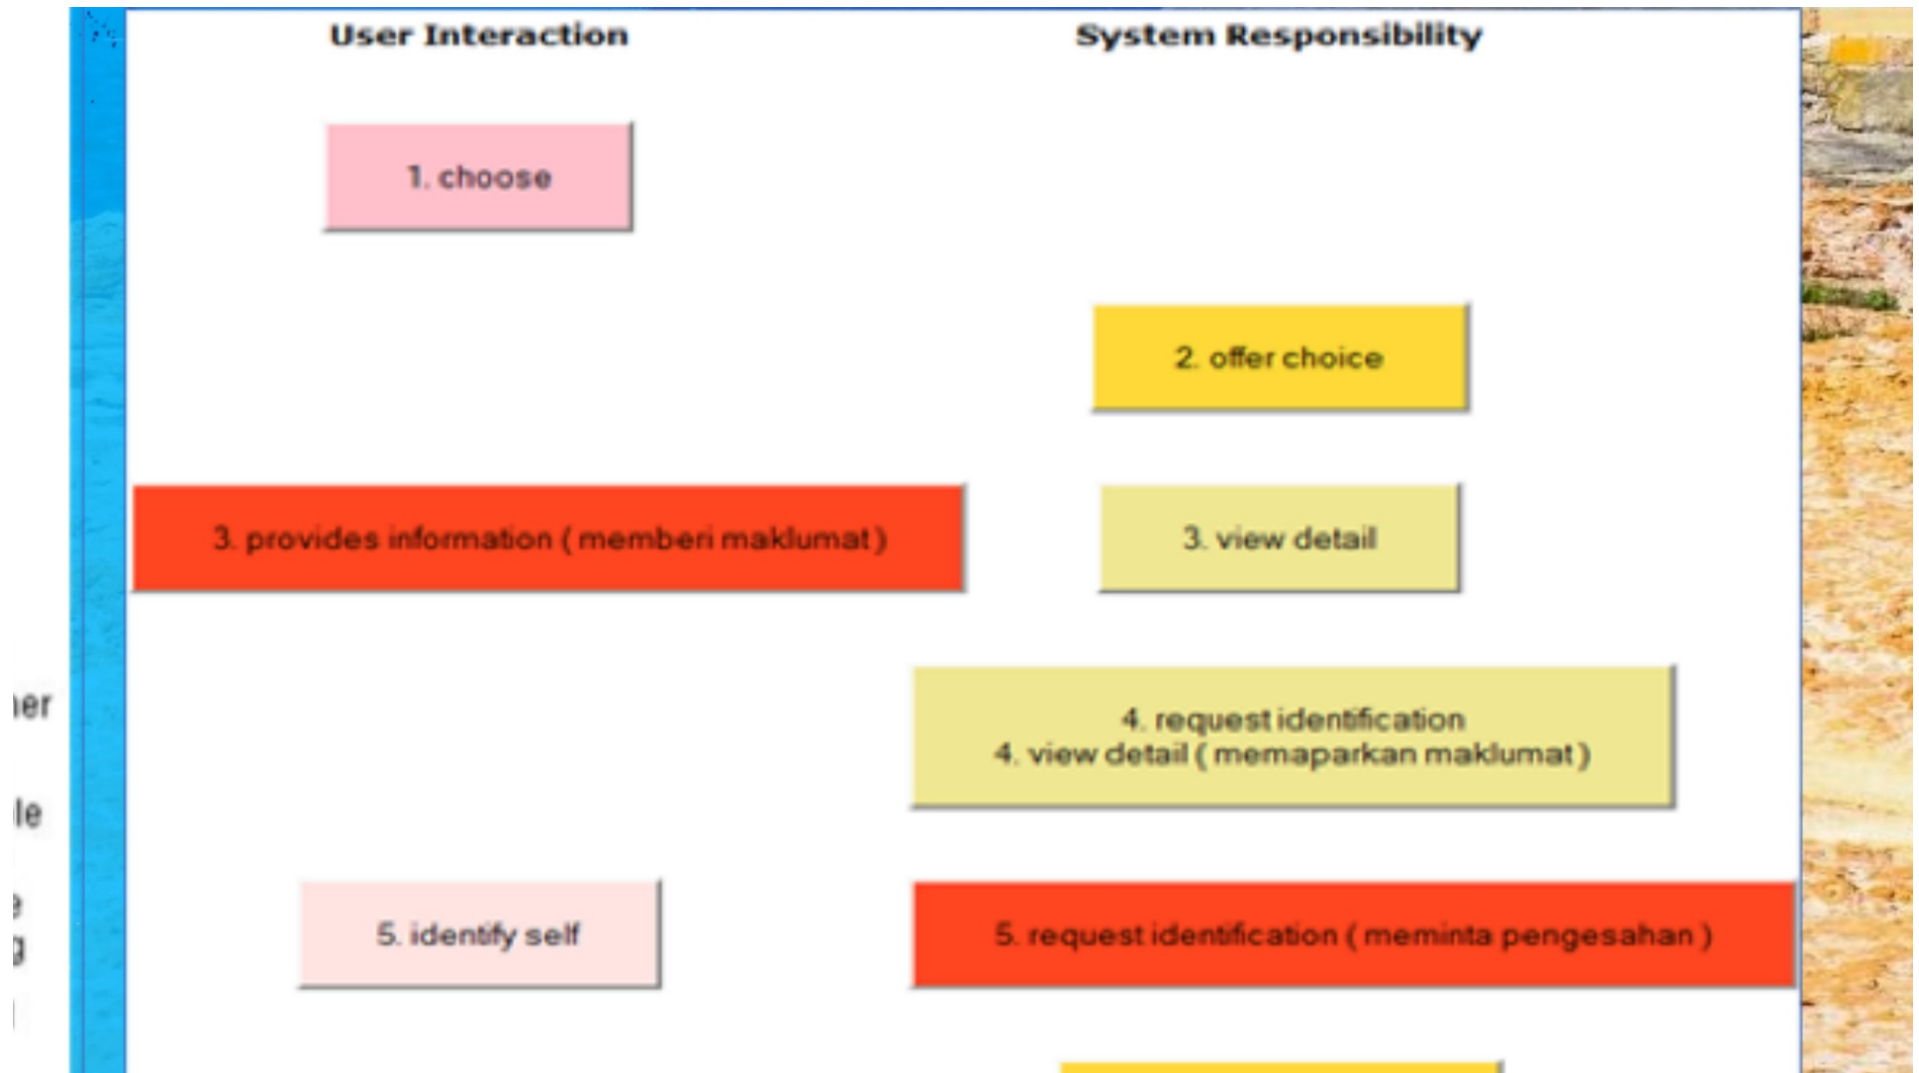 User Interaction
System Responsibility
1. choose
2. offer choice
3. provides information ( memberi maklumat )
3. view detail
4. request identification
4. view detail ( memaparkan maklumat )
5. identify self
5. request identification ( meminta pengesahan )